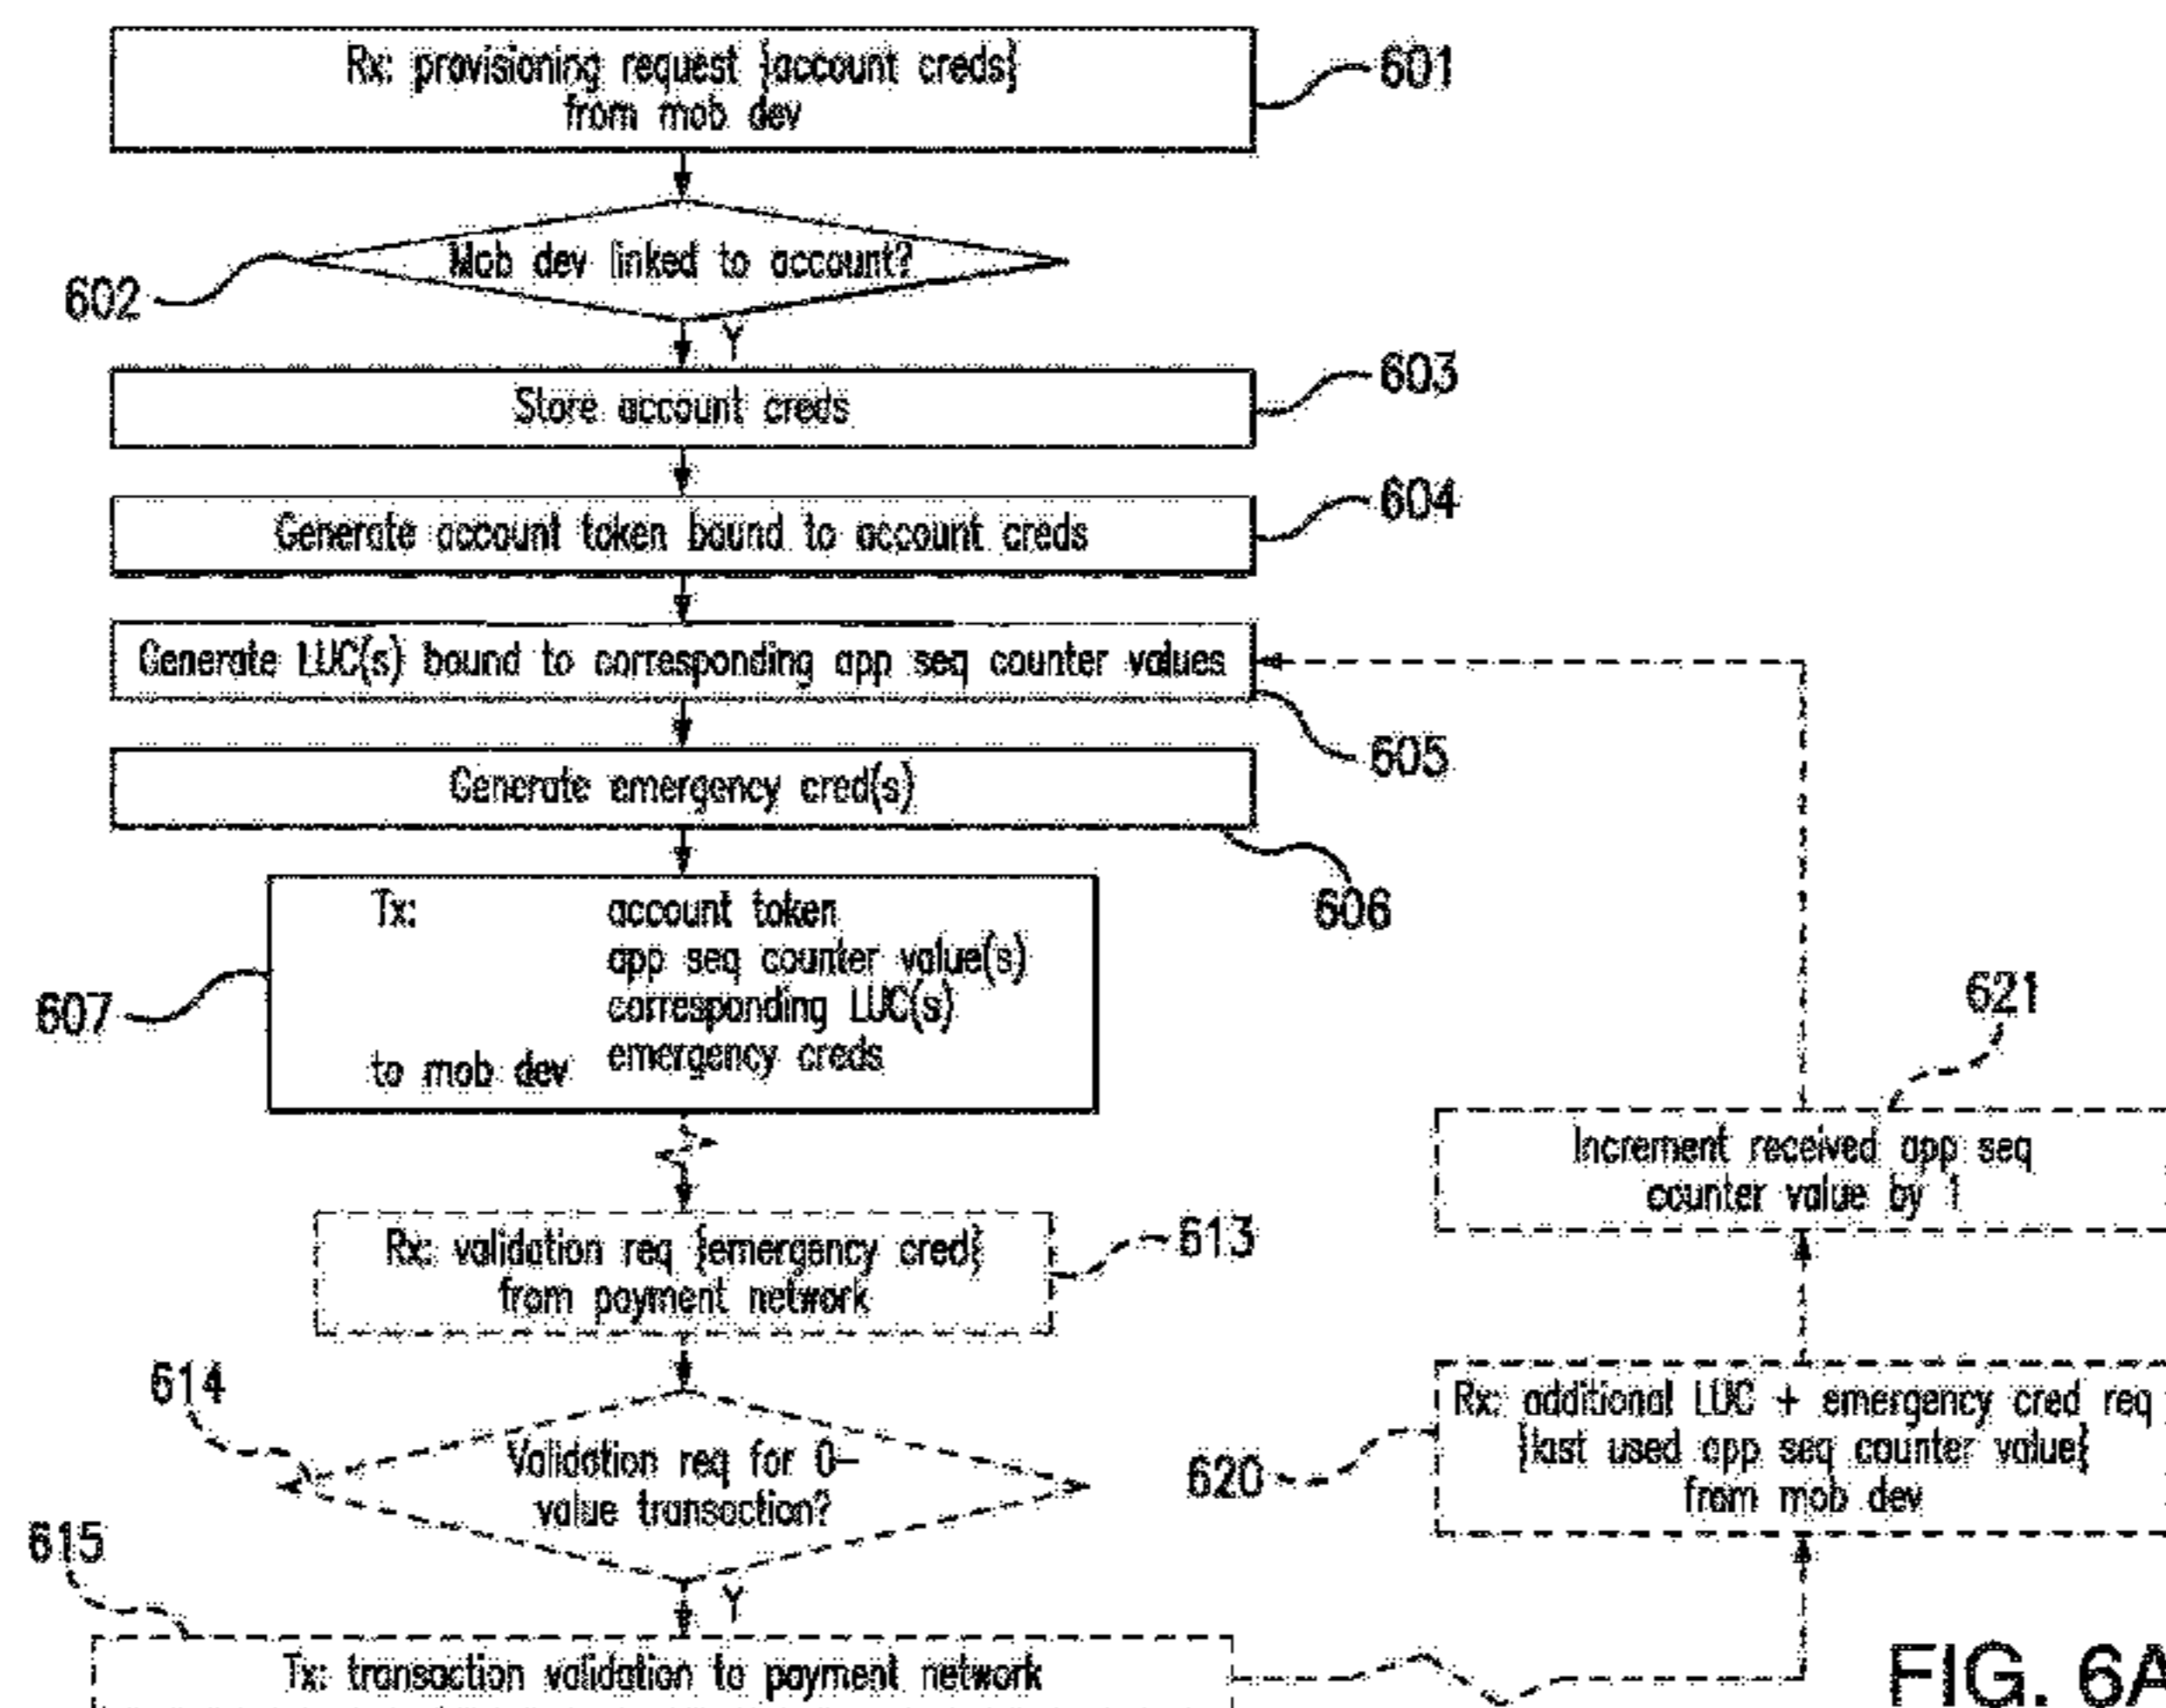 Rx: provisioning request {account creds}
from mob dev
601
Mob dev linked to account?
602
Y
Store account creds
603
Generate account token bound to account creds
604
Generate LUC(s) bound to corresponding app seq counter values
605
Generate emergency cred(s)
606
Tx: account token
app seq counter value(s)
corresponding LUC(s)
to mob dev emergency creds
607
621
Increment received app seq
counter value by 1
Rx: validation req {emergency cred}
from payment network
613
614
Validation req for 0-
value transaction?
Y
620
Rx: additional LUC + emergency cred req
{last used app seq counter value}
from mob dev
615
Tx: transaction validation to payment network
FIG. 6A